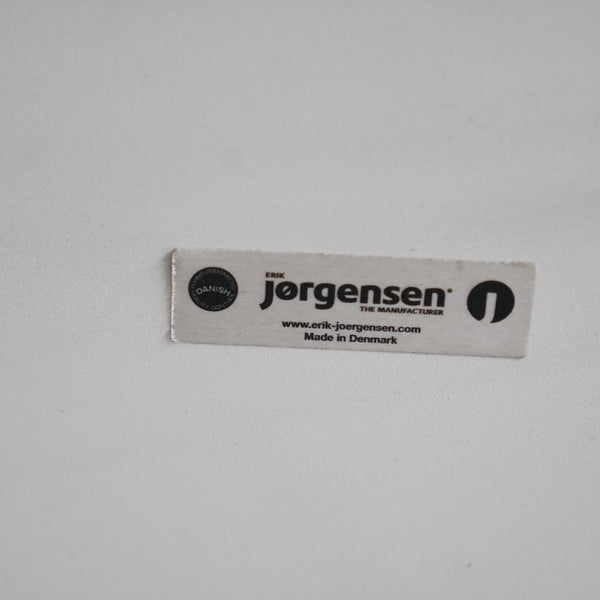 DANISH
ERIK
jørgensen®
THE MANUFACTURER
www.erik-joergensen.com
Made in Denmark